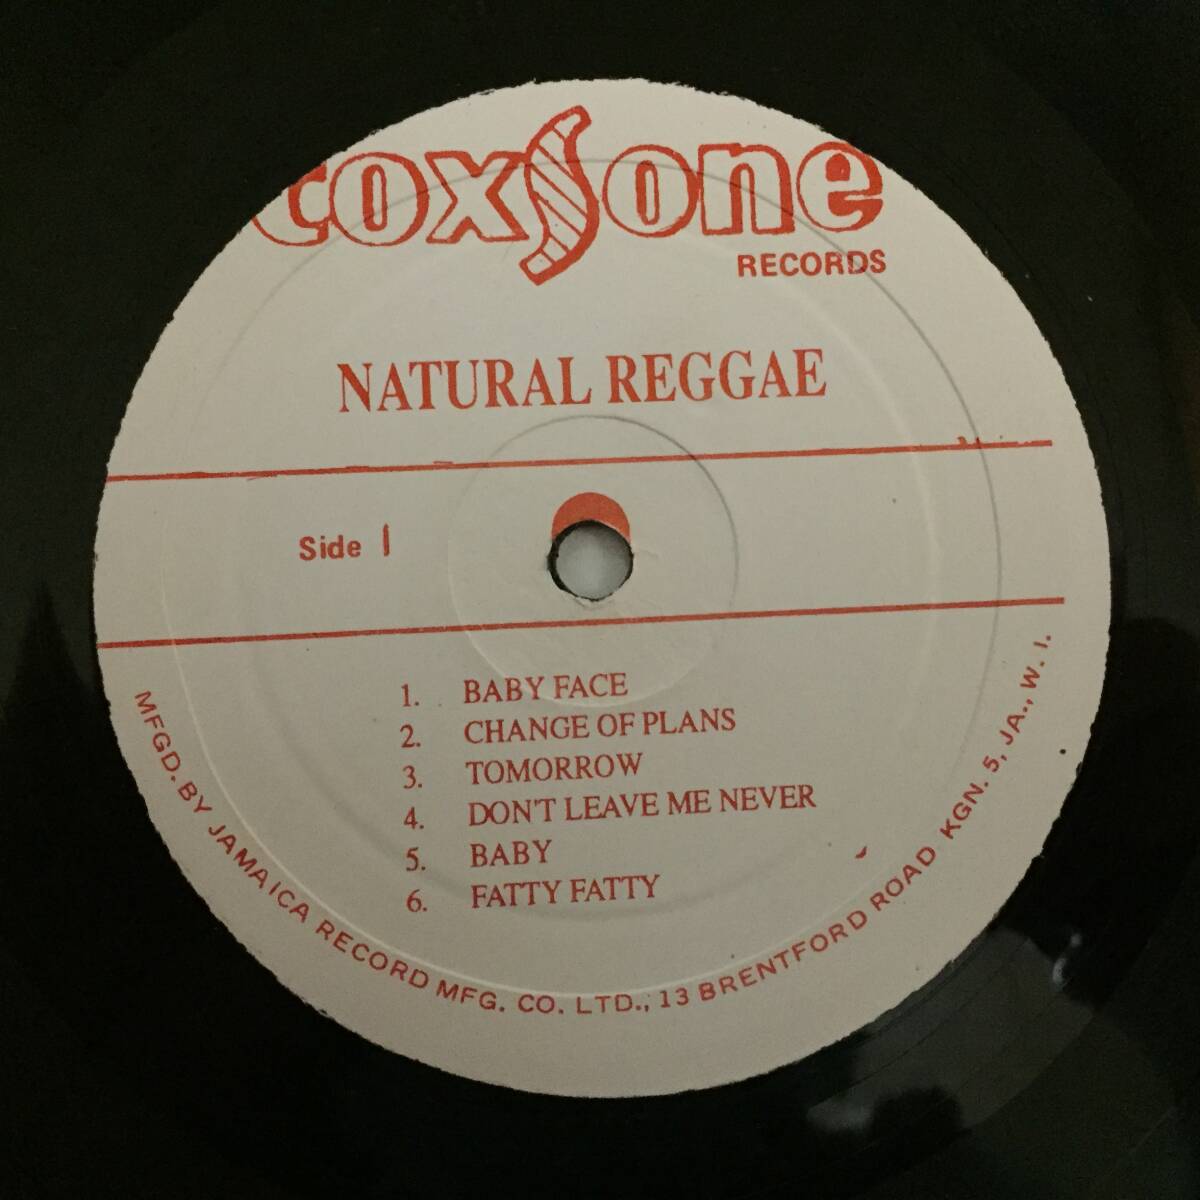 coxsone
RECORDS
NATURAL REGGAE
Side 1
1. BABY FACE
2. CHANGE OF PLANS
3. TOMORROW
4. DON'T LEAVE ME NEVER
5. BABY
6. FATTY FATTY
MFGD. BY JAMAICA RECORD MFG. CO. LTD., 13 BRENTFORD ROAD KGN. 5, JA., W. I.